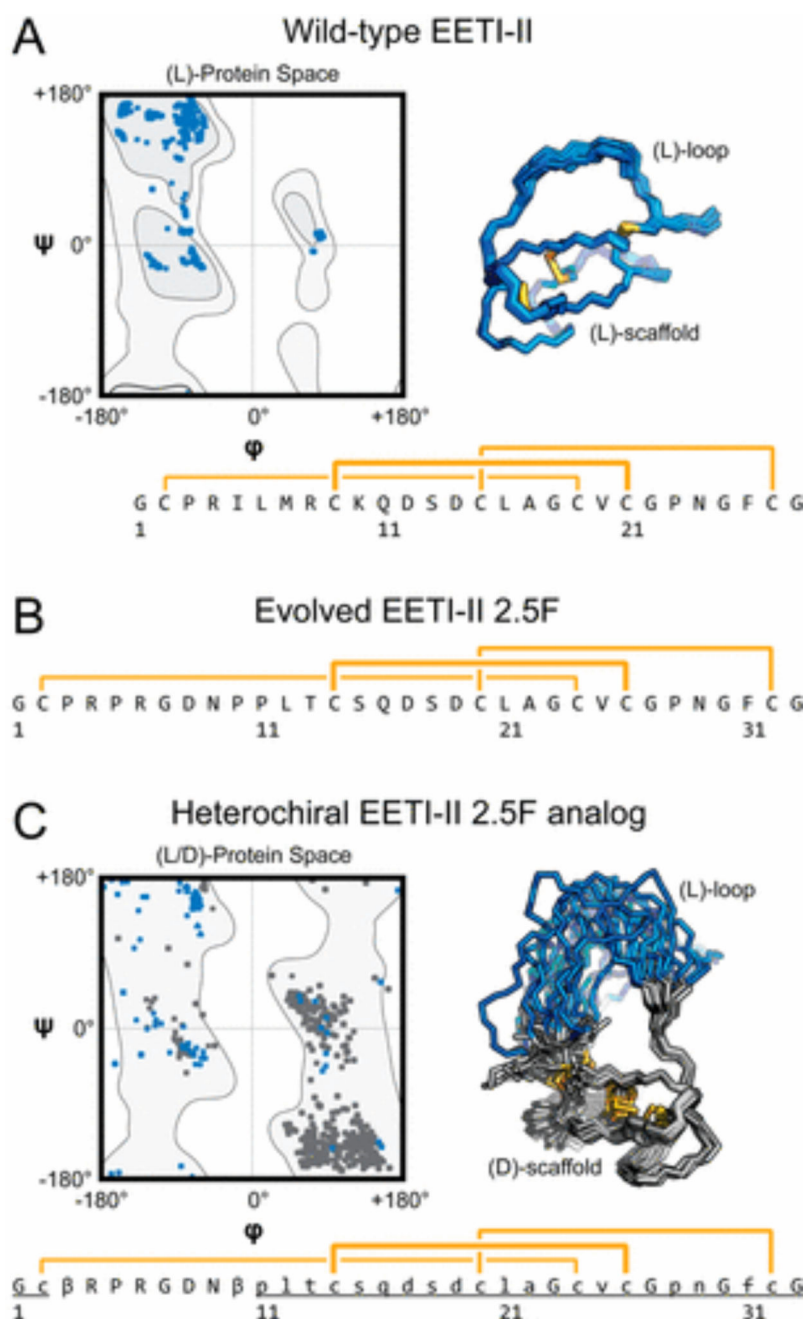 A
Wild-type EETI-II
(L)-Protein Space
+180°
ψ
0°
-180°
-180°
0°
+180°
φ
(L)-loop
(L)-scaffold
G C P R I L M R C K Q D S D C L A G C V C G P N G F C G
1 11 21
B
Evolved EETI-II 2.5F
G C P R P R G D N P P L T C S Q D S D C L A G C V C G P N G F C G
1 11 21 31
C
Heterochiral EETI-II 2.5F analog
(L/D)-Protein Space
+180°
ψ
0°
-180°
-180°
0°
+180°
φ
(L)-loop
(D)-scaffold
G c β R P R G D N β p l t c s q d s d c l a G c v c G p n G f c G
1 11 21 31